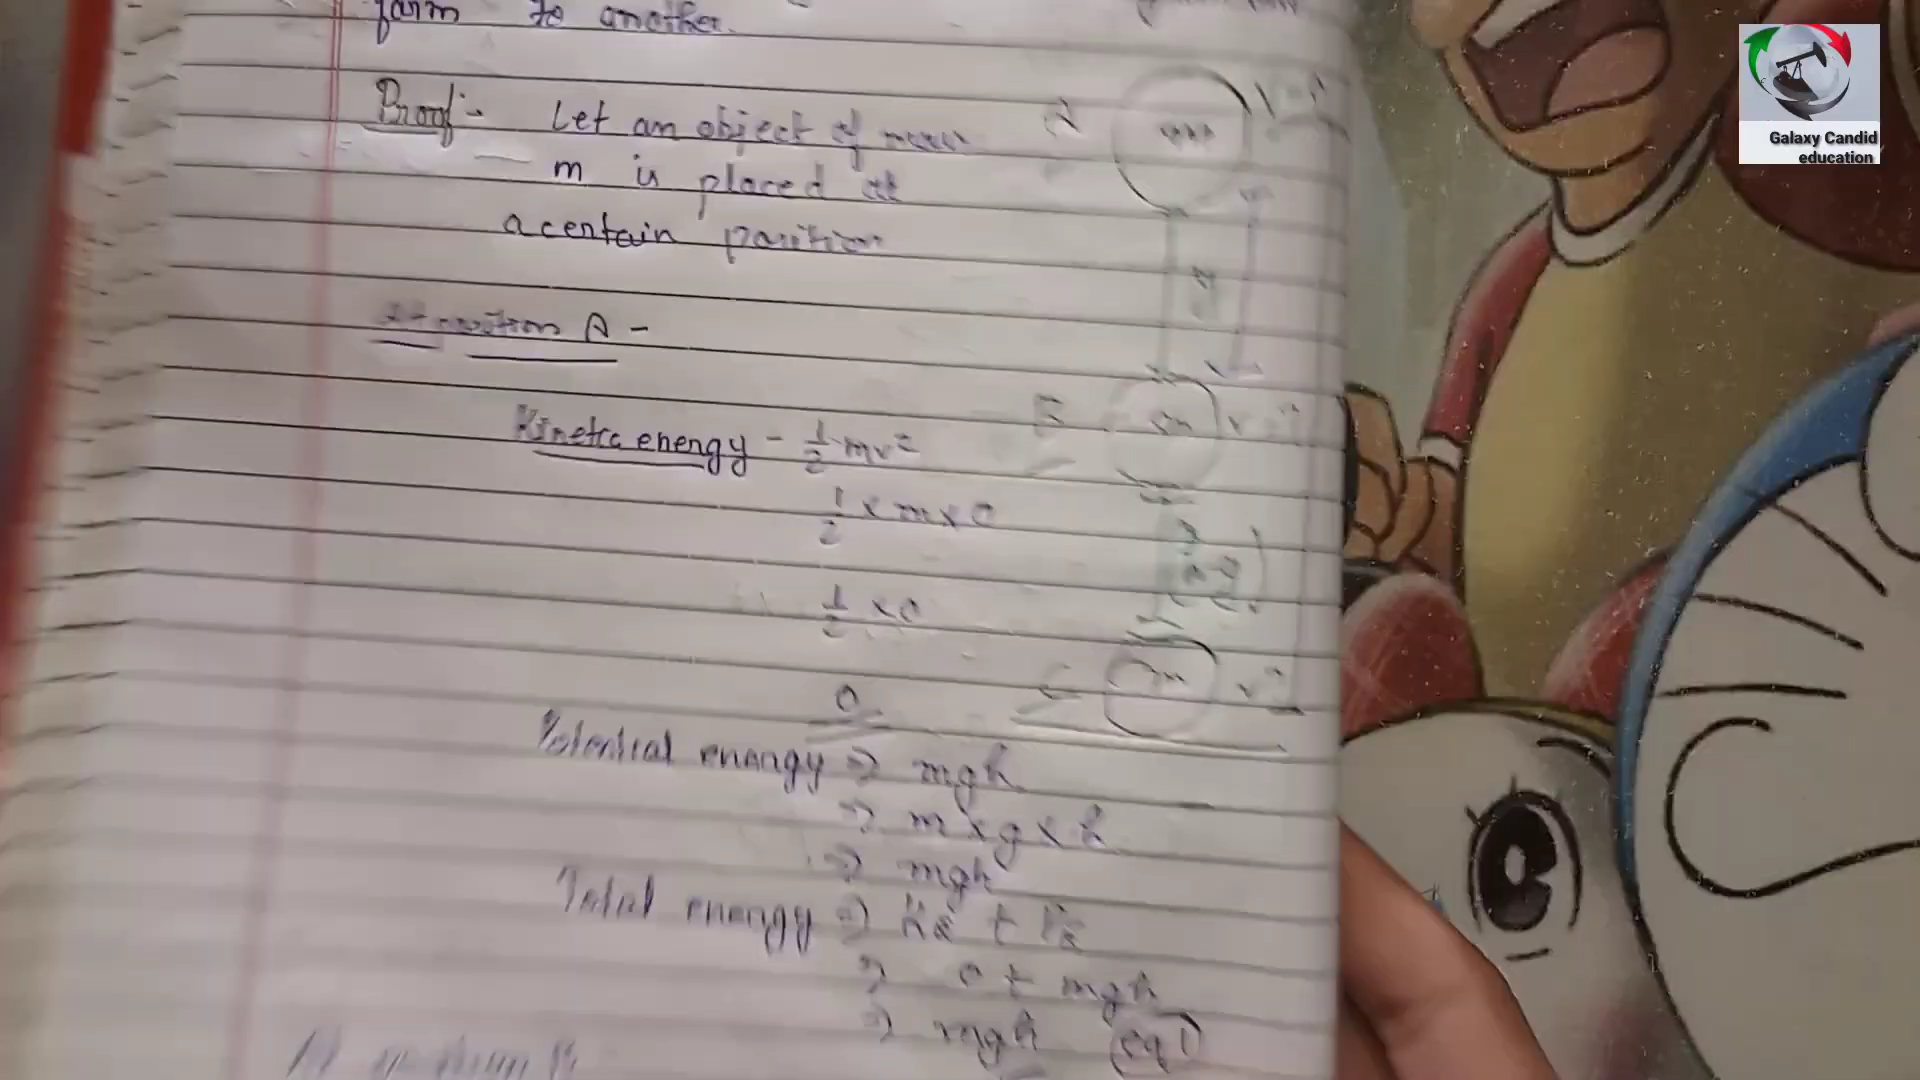 farm to another.
Proof:- Let an object of mass
m is placed at
a certain position
At position A -
Kinetic energy - 1/2 mv²
1/2 x m x 0
1/2 x 0
0
Potential energy => mgh
=> m x g x h
=> mgh
Total energy => KE + PE
=> 0 + mgh
=> mgh (eq 1)
A
m
B
m
C
m
Galaxy Candid
education